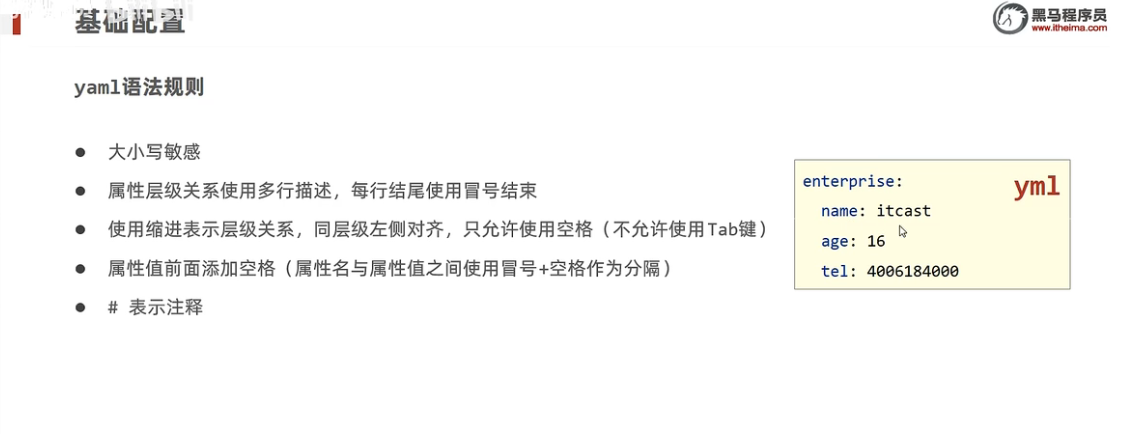 基础配置
黑马程序员
www.itheima.com
yaml语法规则
● 大小写敏感
● 属性层级关系使用多行描述，每行结尾使用冒号结束
● 使用缩进表示层级关系，同层级左侧对齐，只允许使用空格（不允许使用Tab键）
● 属性值前面添加空格（属性名与属性值之间使用冒号+空格作为分隔）
● # 表示注释
yml
enterprise:
name: itcast
age: 16
tel: 4006184000